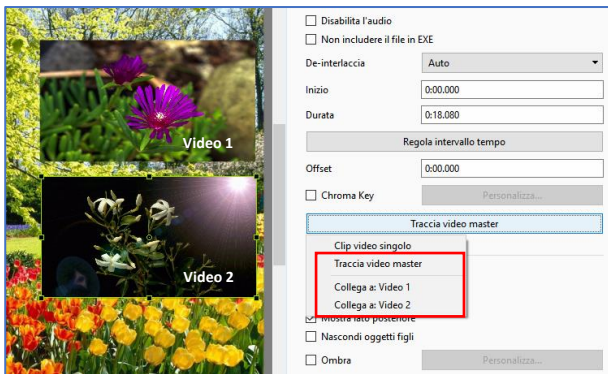 Video 1
Video 2
Disabilita l'audio
Non includere il file in EXE
De-interlaccia Auto
Inizio 0:00.000
Durata 0:18.080
Regola intervallo tempo
Offset 0:00.000
Chroma Key Personalizza...
Traccia video master
Clip video singolo
Traccia video master
Collega a: Video 1
Collega a: Video 2
Mostra lato posteriore
Nascondi oggetti figli
Ombra Personalizza...